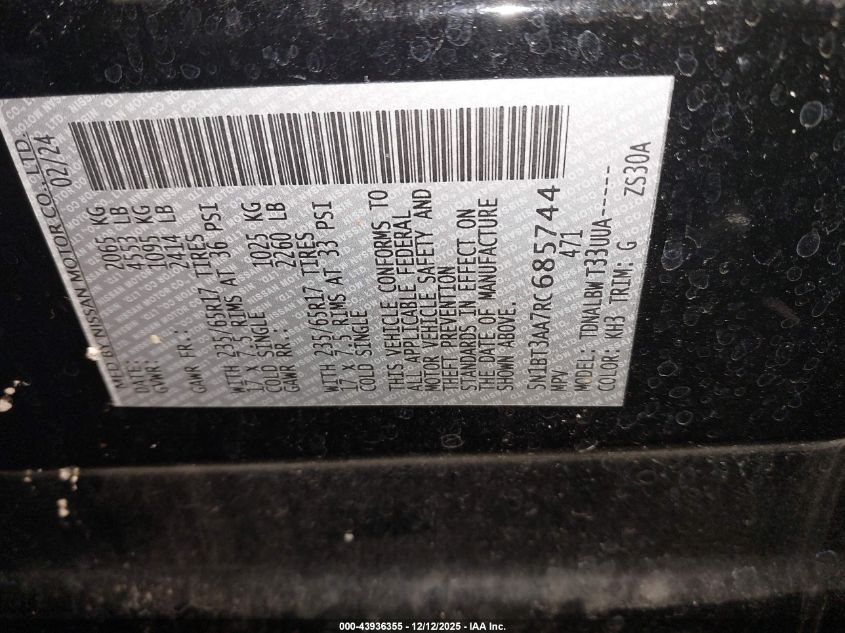 MFD BY NISSAN MOTOR CO., LTD.
DATE: 02/24
GVWR: 2065 KG
4553 LB
GAWR FR.: 1095 KG
2414 LB
WITH 235/65R17 TIRES
17 X 7.5 RIMS AT 36 PSI
COLD SINGLE
GAWR RR.: 1025 KG
2260 LB
WITH 235/65R17 TIRES
17 X 7.5 RIMS AT 33 PSI
COLD SINGLE
THIS VEHICLE CONFORMS TO
ALL APPLICABLE FEDERAL
MOTOR VEHICLE SAFETY AND
THEFT PREVENTION
STANDARDS IN EFFECT ON
THE DATE OF MANUFACTURE
SHOWN ABOVE.
5N1BT3AA7RC685744
MPV 471
MODEL: TDNALBW T33UUA------
COLOR: KH3 TRIM: G ZS30A
000-43936355 - 12/12/2025 - IAA Inc.